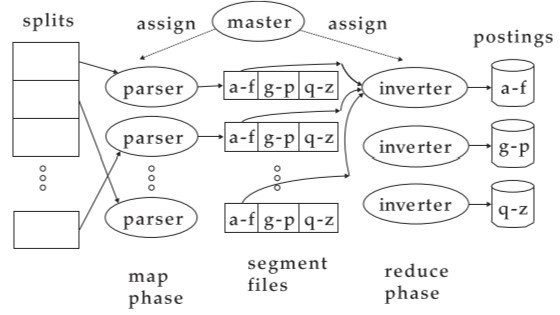 assign master assign
splits postings
parser a-f g-p q-z inverter a-f
parser a-f g-p q-z inverter g-p
parser a-f g-p q-z inverter q-z
map phase
segment files
reduce phase